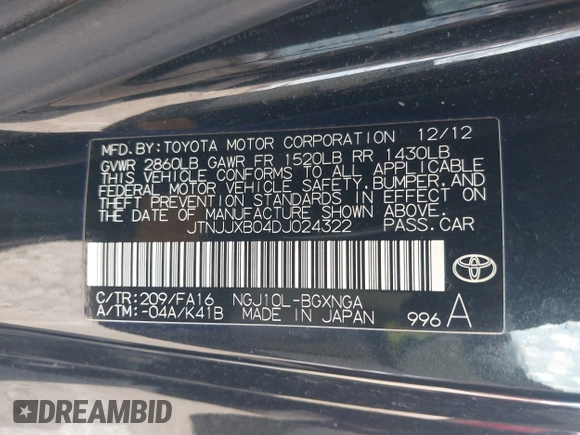 MFD.BY:TOYOTA MOTOR CORPORATION 12/12
GVWR 2860LB GAWR FR 1520LB RR 1430LB
THIS VEHICLE CONFORMS TO ALL APPLICABLE
FEDERAL MOTOR VEHICLE SAFETY,BUMPER,AND
THEFT PREVENTION STANDARDS IN EFFECT ON
THE DATE OF MANUFACTURE SHOWN ABOVE.
JTNJJXB04DJ024322 PASS.CAR
C/TR:209/FA16 NGJ10L-BGXNGA
A/TM:-04A/K41B MADE IN JAPAN
996 A
DREAMBID